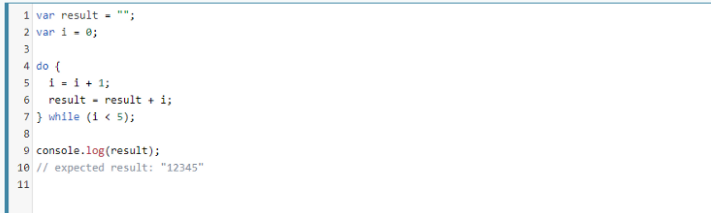 1 var result = "";
2 var i = 0;
3
4 do {
5   i = i + 1;
6   result = result + i;
7 } while (i < 5);
8
9 console.log(result);
10 // expected result: "12345"
11